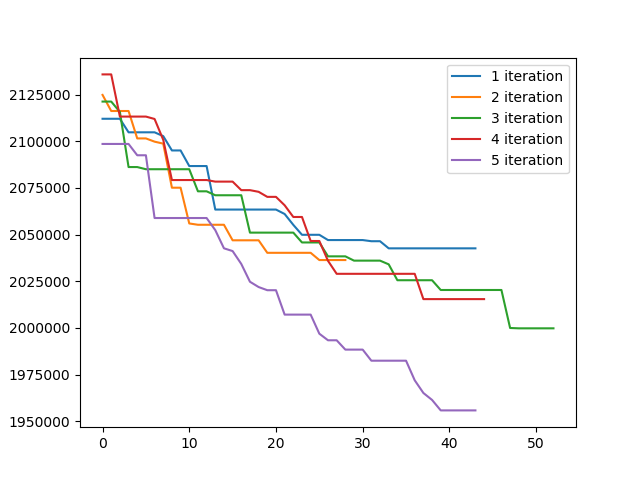 2125000
2100000
2075000
2050000
2025000
2000000
1975000
1950000
0 10 20 30 40 50
1 iteration
2 iteration
3 iteration
4 iteration
5 iteration